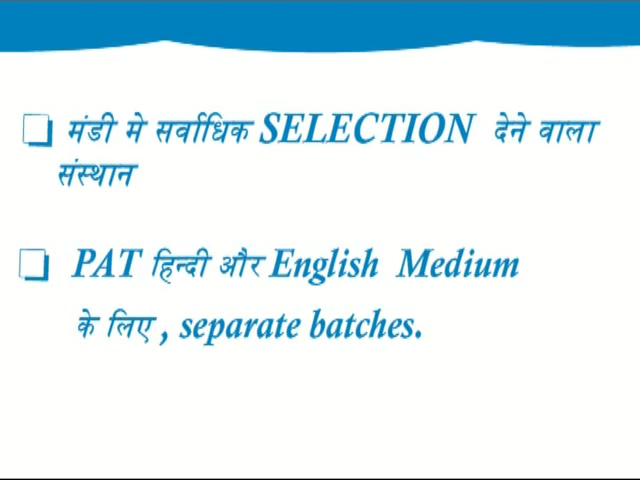 मंडी मे सर्वाधिक SELECTION देने वाला
संस्थान
PAT हिन्दी और English Medium
के लिए , separate batches.